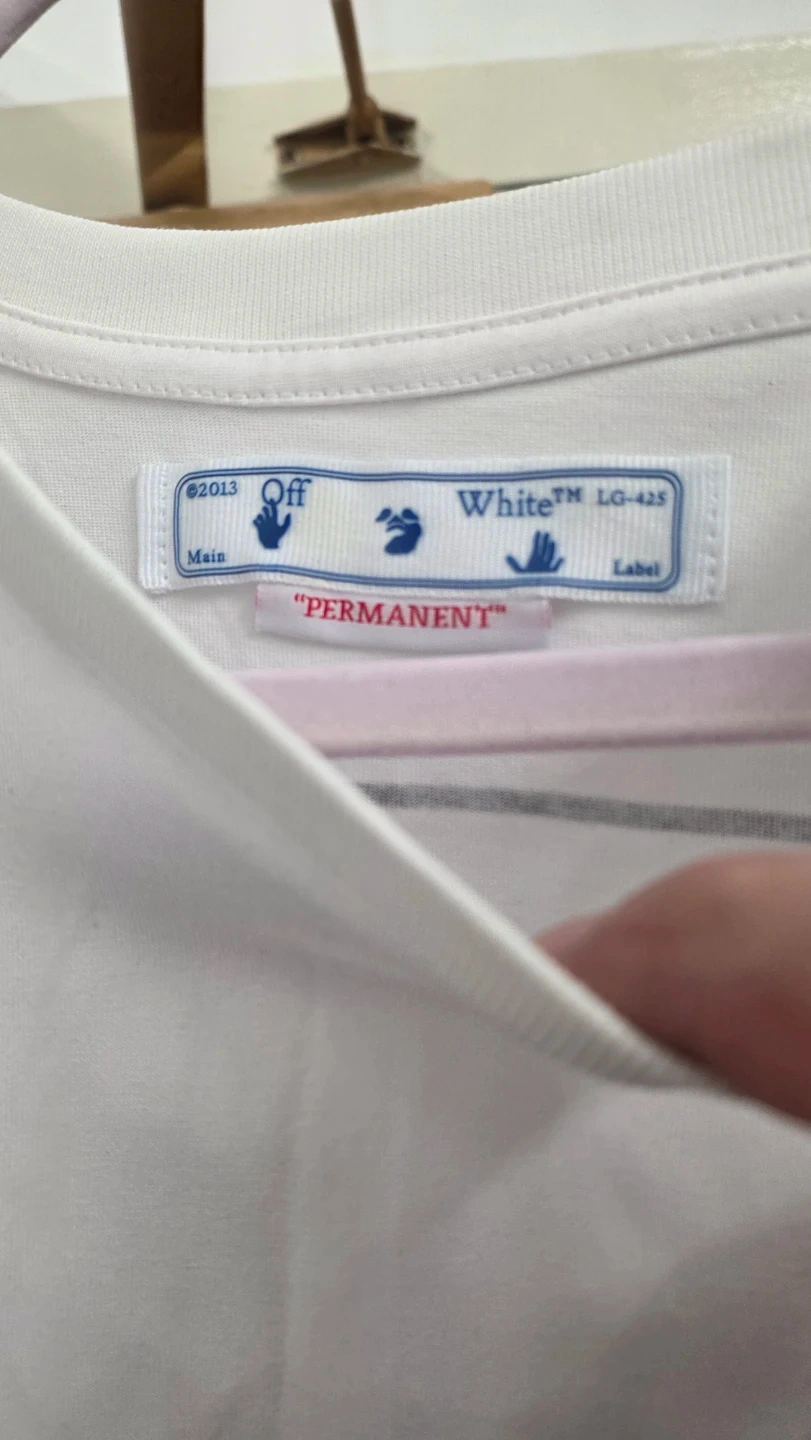 ©2013 Off White™ LG-425
Main Label
"PERMANENT"